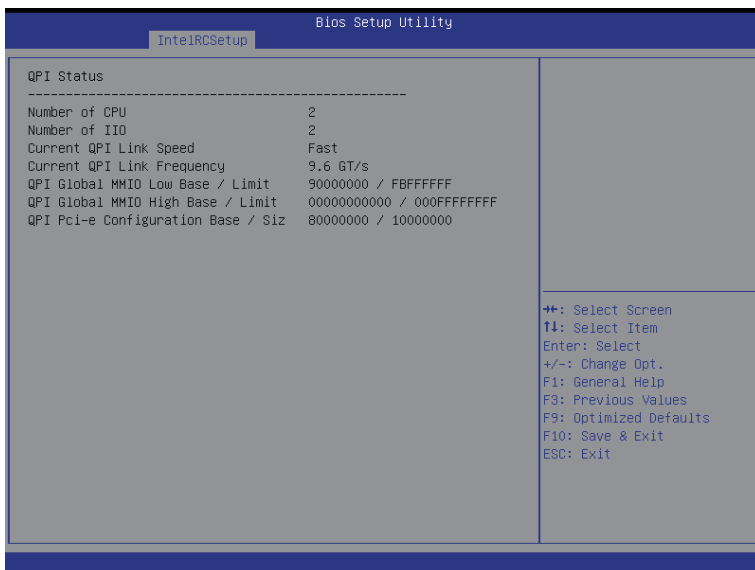 Bios Setup Utility
IntelRCSetup
QPI Status
--------------------------------------------------
Number of CPU 2
Number of IIO 2
Current QPI Link Speed Fast
Current QPI Link Frequency 9.6 GT/s
QPI Global MMIO Low Base / Limit 90000000 / FBFFFFFF
QPI Global MMIO High Base / Limit 00000000000 / 000FFFFFFFF
QPI Pci-e Configuration Base / Siz 80000000 / 10000000
→←: Select Screen
↑↓: Select Item
Enter: Select
+/-: Change Opt.
F1: General Help
F3: Previous Values
F9: Optimized Defaults
F10: Save & Exit
ESC: Exit